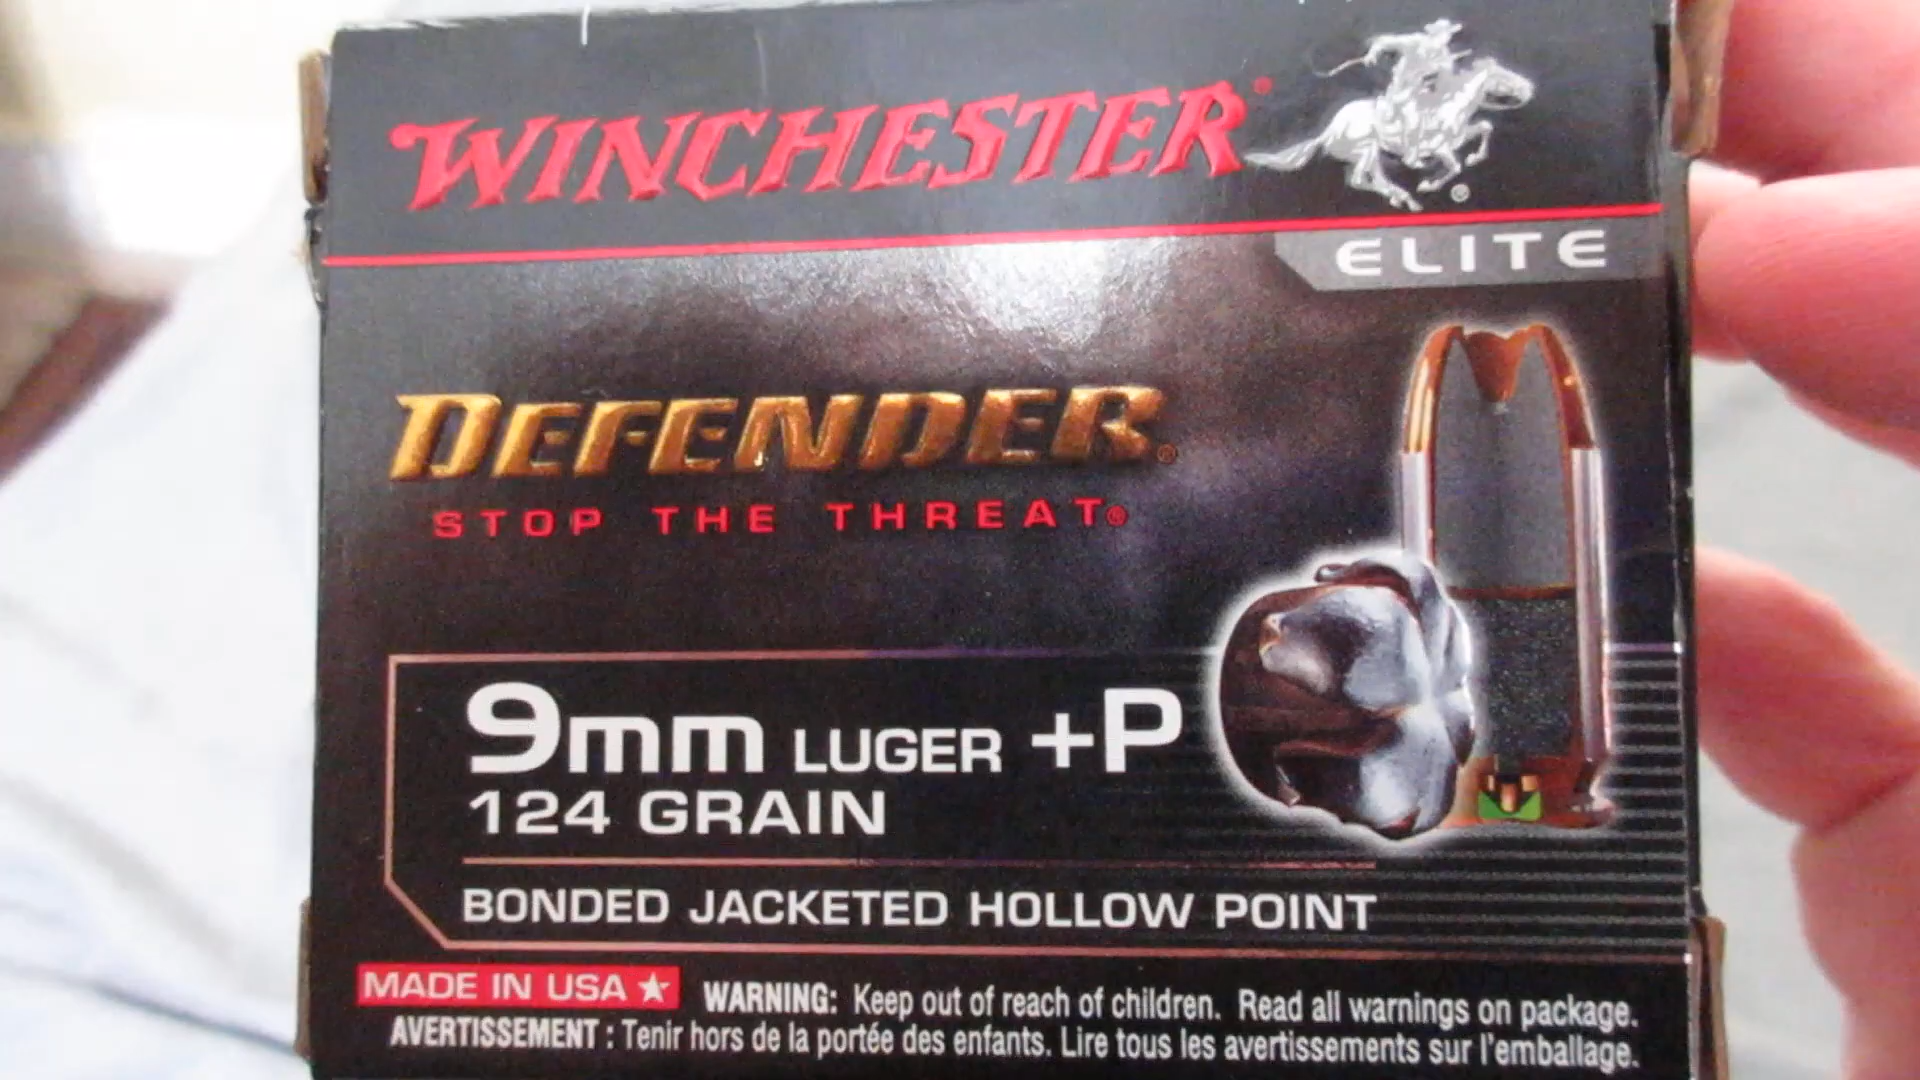 WINCHESTER®
®
ELITE
DEFENDER®
STOP THE THREAT®
9mm LUGER +P
124 GRAIN
BONDED JACKETED HOLLOW POINT
MADE IN USA ★
WARNING: Keep out of reach of children. Read all warnings on package.
AVERTISSEMENT : Tenir hors de la portée des enfants. Lire tous les avertissements sur l'emballage.